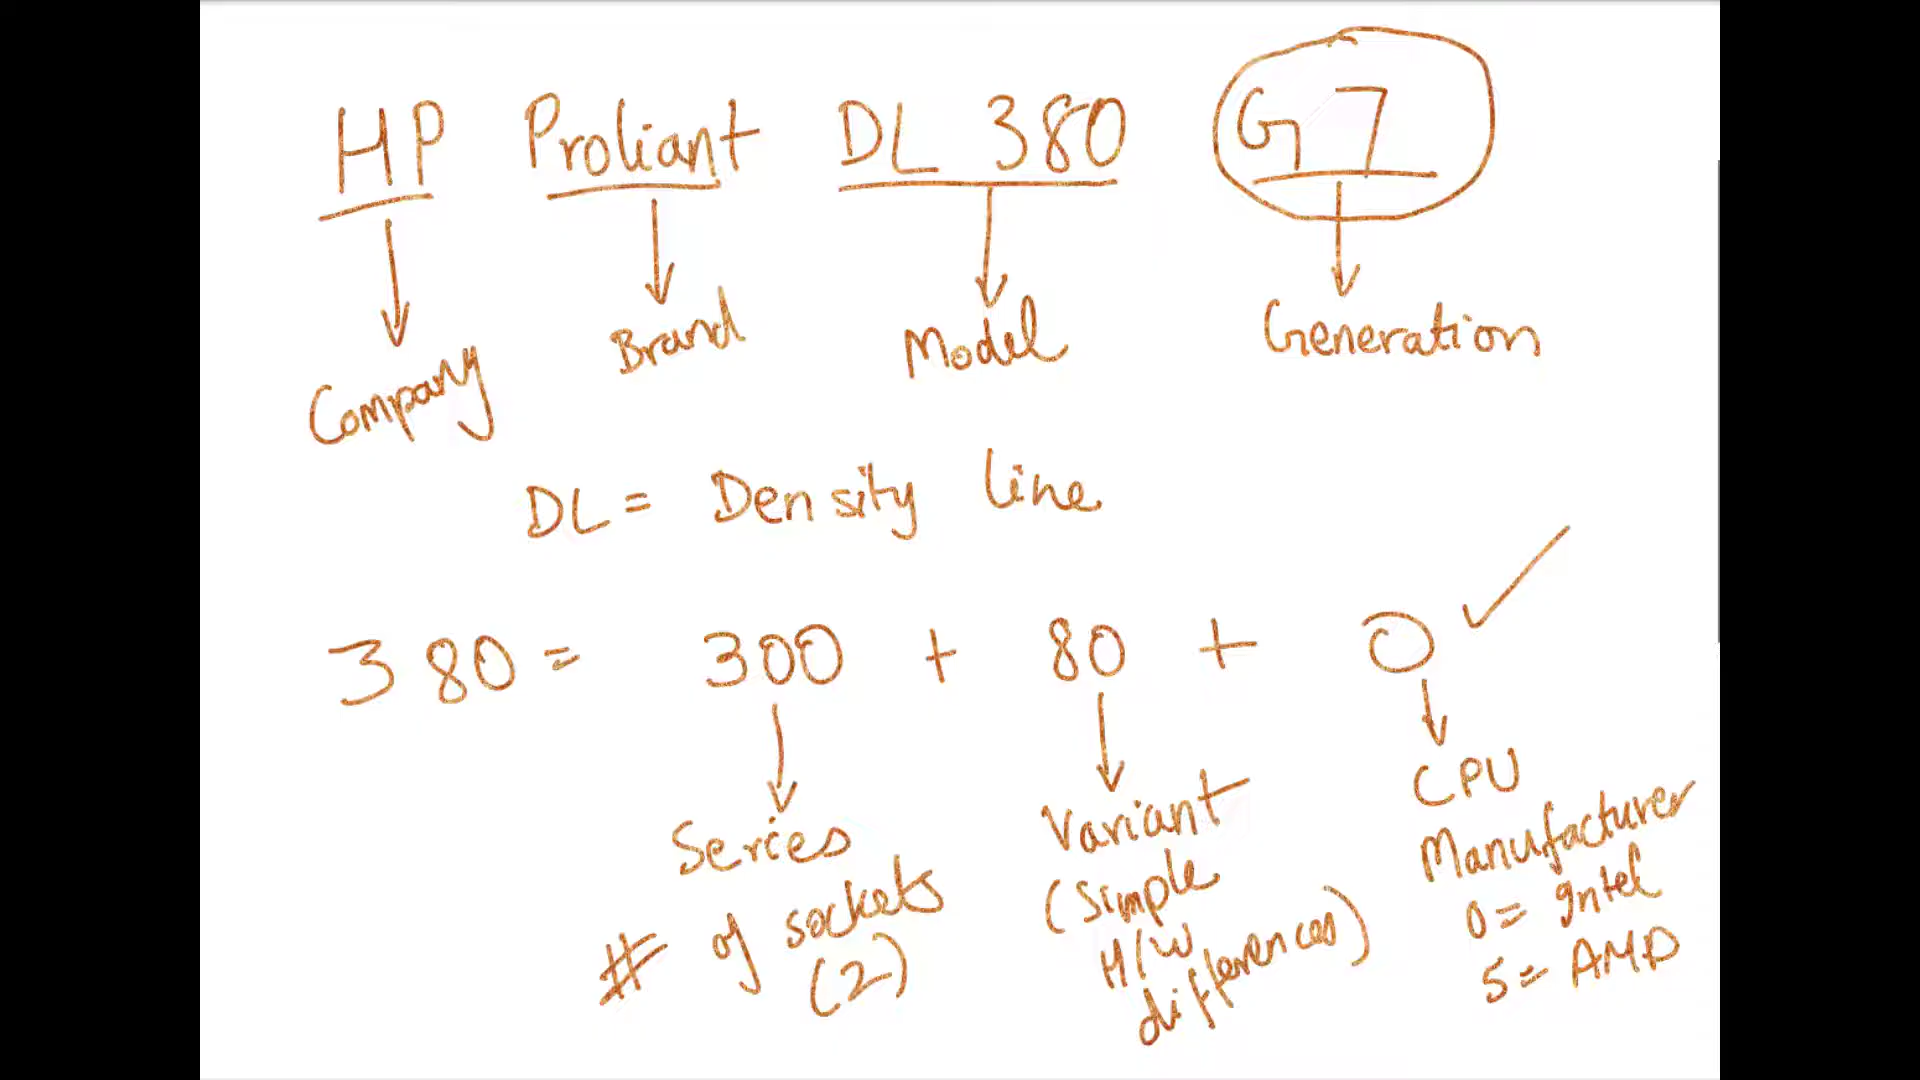 HP Proliant DL 380 G7
Company Brand Model Generation
DL = Density line
380 = 300 + 80 + 0
Series
# of sockets
(2)
Variant
(Simple
H/W
differences)
CPU
Manufacturer
0 = Intel
5 = AMD